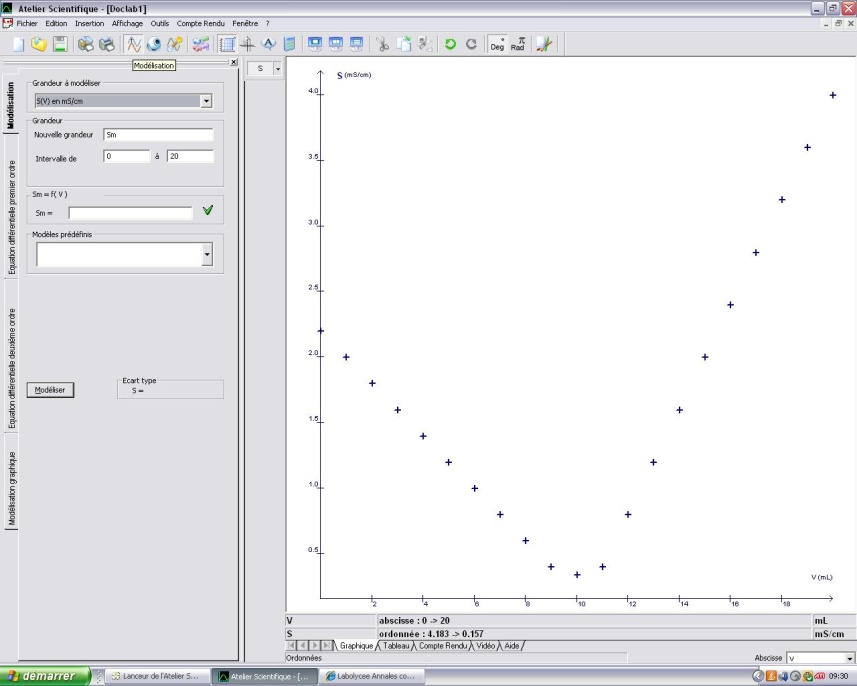 Atelier Scientifique - [Doclab1]
Fichier Edition Insertion Affichage Outils Compte Rendu Fenêtre ?
Deg Rad
Modélisation
Modélisation
Equation différentielle premier ordre
Equation différentielle deuxième ordre
Modélisation graphique
Grandeur à modéliser
S(V) en mS/cm
Grandeur
Nouvelle grandeur Sm
Intervalle de 0 à 20
Sm = f( V )
Sm =
Modèles prédéfinis
Modéliser
Ecart type
S =
S
S (mS/cm)
4.0
3.5
3.0
2.5
2.0
1.5
1.0
0.5
V (mL)
2 4 6 8 10 12 14 16 18
V abscisse : 0 -> 20 mL
S ordonnée : 4.183 -> 0.157 mS/cm
Graphique Tableau Compte Rendu Vidéo Aide
Ordonnées Abscisse V
démarrer Lanceur de l'Atelier S... Atelier Scientifique - [... Labolycee Annales co... 09:30